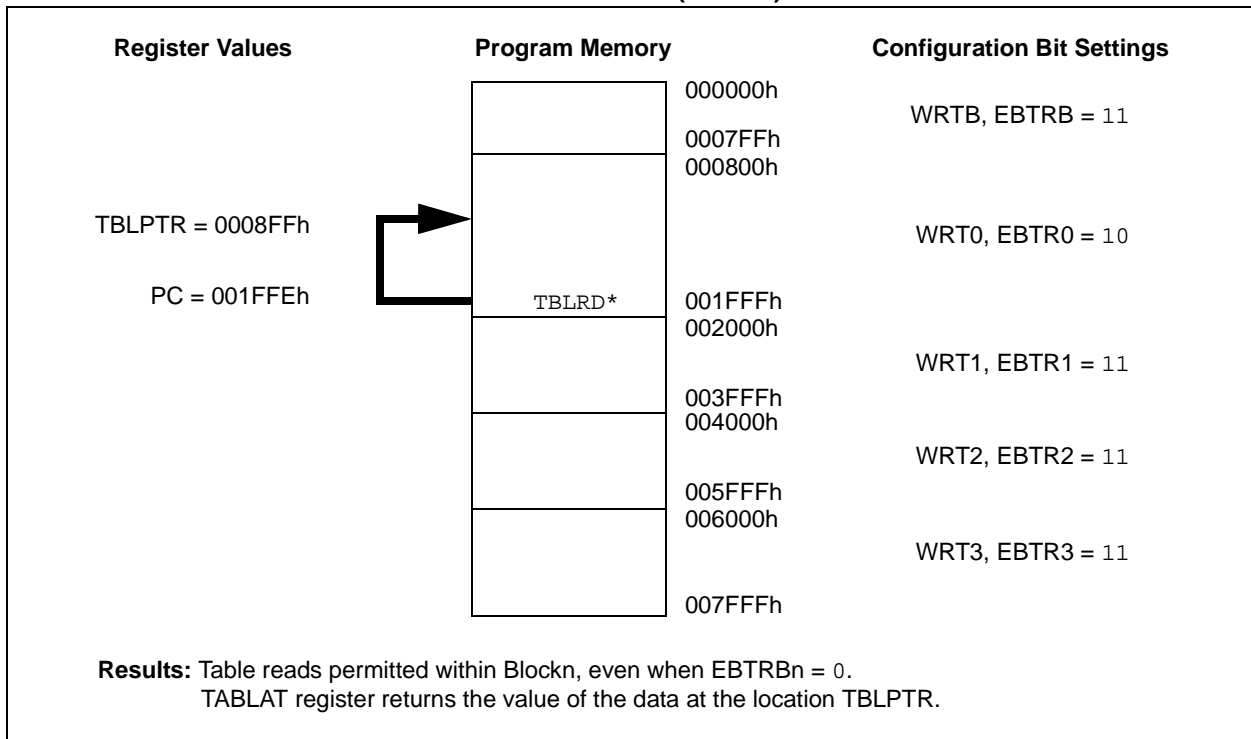 Register Values Program Memory Configuration Bit Settings
000000h
WRTB, EBTRB = 11
0007FFh
000800h
TBLPTR = 0008FFh
WRT0, EBTR0 = 10
PC = 001FFEh
TBLRD*
001FFFh
002000h
WRT1, EBTR1 = 11
003FFFh
004000h
WRT2, EBTR2 = 11
005FFFh
006000h
WRT3, EBTR3 = 11
007FFFh
Results: Table reads permitted within Blockn, even when EBTRBn = 0.
TABLAT register returns the value of the data at the location TBLPTR.